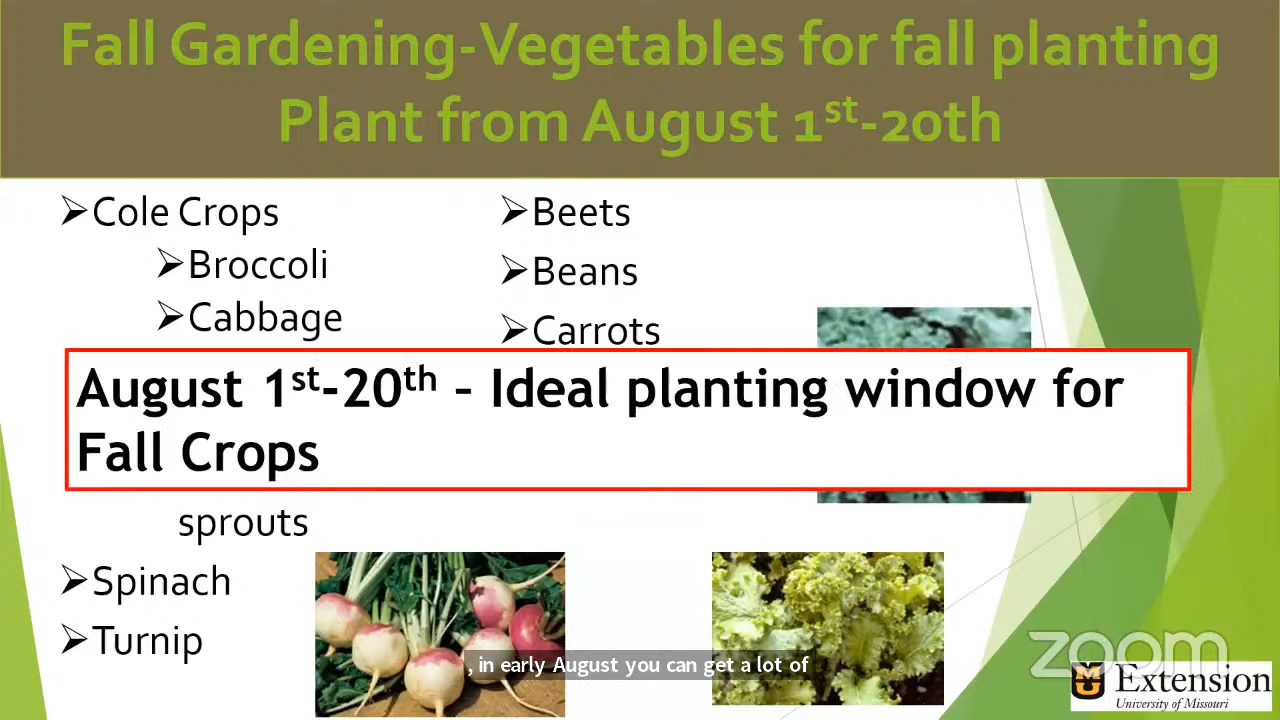 Fall Gardening-Vegetables for fall planting
Plant from August 1st-20th
➢Cole Crops
➢Broccoli
➢Cabbage
➢Beets
➢Beans
➢Carrots
August 1st-20th – Ideal planting window for
Fall Crops
sprouts
➢Spinach
➢Turnip
, in early August you can get a lot of
zoom
MU
Extension
University of Missouri